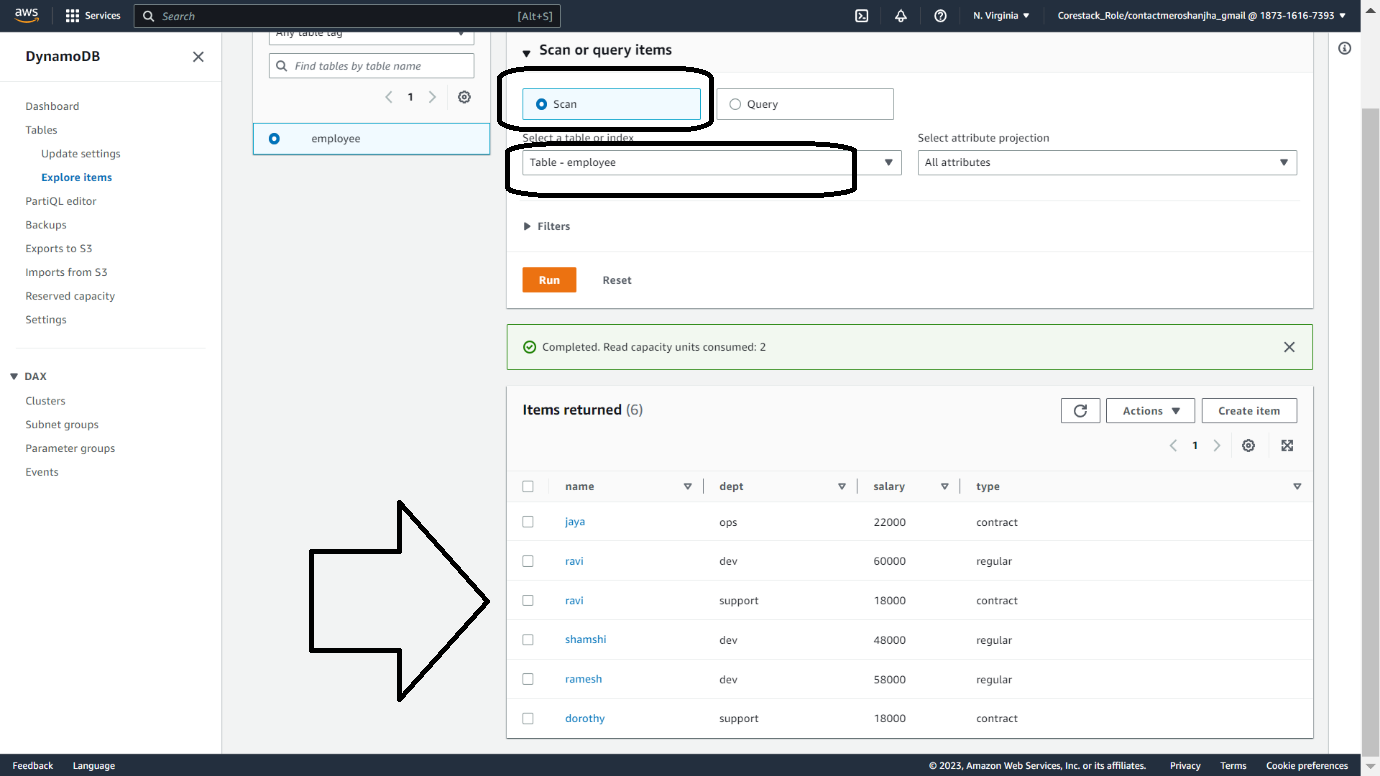 aws
Services
Search
[Alt+S]
N. Virginia
Corestack_Role/contactmeroshanjha_gmail @ 1873-1616-7393
DynamoDB
Dashboard
Tables
Update settings
Explore items
PartiQL editor
Backups
Exports to S3
Imports from S3
Reserved capacity
Settings
DAX
Clusters
Subnet groups
Parameter groups
Events
Any table tag
Find tables by table name
1
employee
Scan or query items
Scan
Query
Select a table or index
Select attribute projection
Table - employee
All attributes
Filters
Run
Reset
Completed. Read capacity units consumed: 2
Items returned (6)
Actions
Create item
1
name dept salary type
jaya ops 22000 contract
ravi dev 60000 regular
ravi support 18000 contract
shamshi dev 48000 regular
ramesh dev 58000 regular
dorothy support 18000 contract
Feedback
Language
© 2023, Amazon Web Services, Inc. or its affiliates.
Privacy
Terms
Cookie preferences